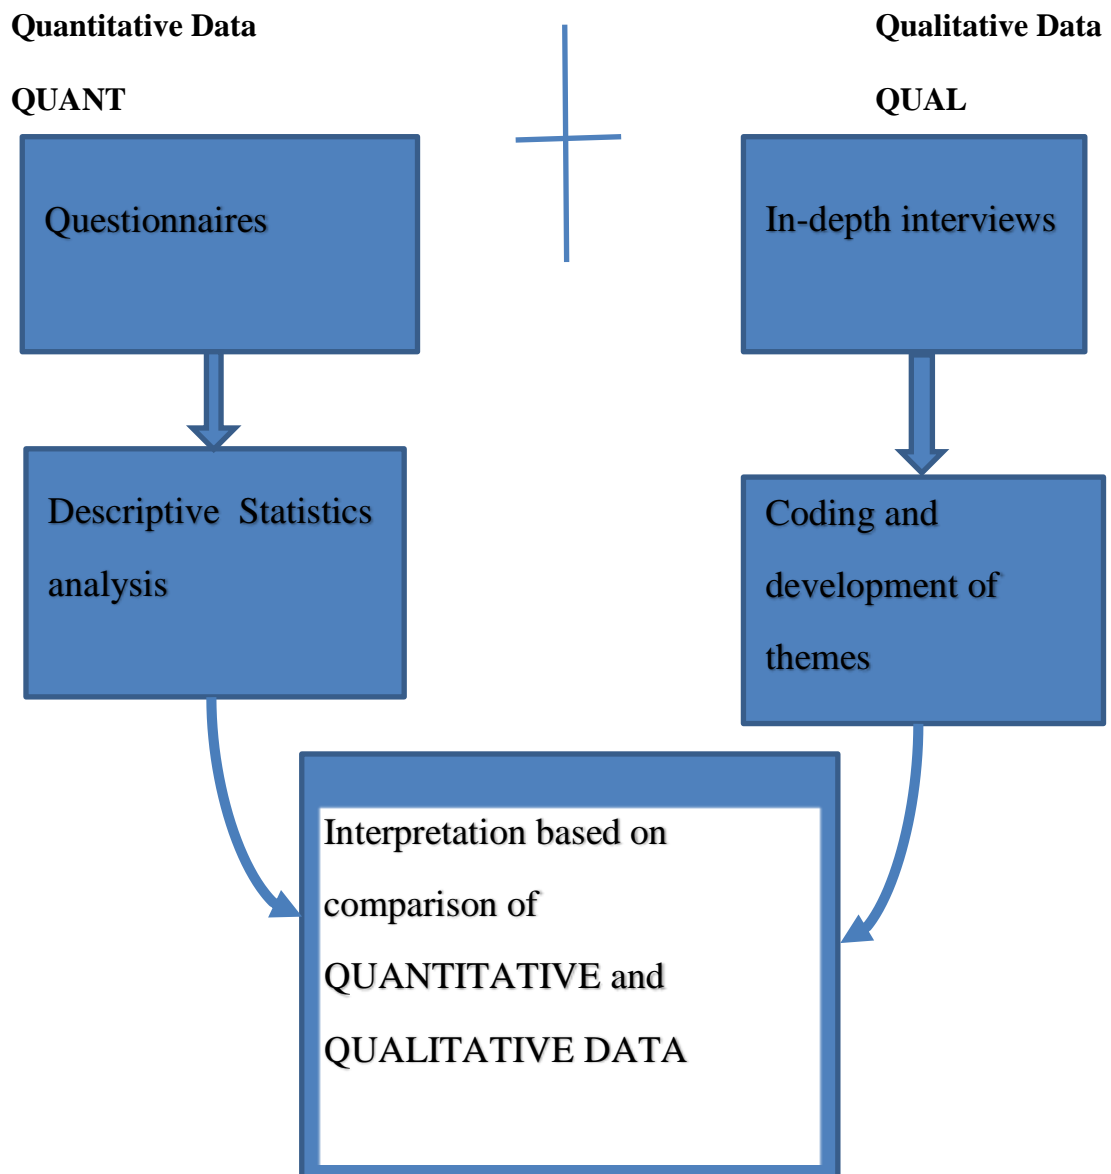 Quantitative Data
Qualitative Data
QUANT
QUAL
Questionnaires
In-depth interviews
Descriptive  Statistics
analysis
Coding and
development of
themes
Interpretation based on
comparison of
QUANTITATIVE and
QUALITATIVE DATA